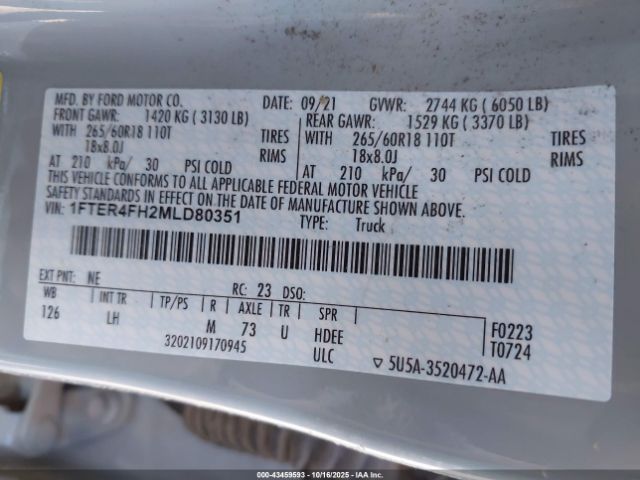 MFD. BY FORD MOTOR CO. DATE: 09/21 GVWR: 2744 KG ( 6050 LB)
FRONT GAWR: 1420 KG ( 3130 LB) REAR GAWR: 1529 KG ( 3370 LB)
WITH 265/60R18 110T TIRES WITH 265/60R18 110T TIRES
18x8.0J RIMS 18x8.0J RIMS
AT 210 kPa/ 30 PSI COLD AT 210 kPa/ 30 PSI COLD
THIS VEHICLE CONFORMS TO ALL APPLICABLE FEDERAL MOTOR VEHICLE
SAFETY STANDARDS IN EFFECT ON THE DATE OF MANUFACTURE SHOWN ABOVE.
VIN: 1FTER4FH2MLD80351 TYPE: Truck
EXT PNT: NE RC: 23 DSO:
WB INT TR TP/PS R AXLE TR SPR
126 LH M 73 U HDEE F0223
3202109170945 ULC T0724
▽ 5U5A-3520472-AA
000-43459593 - 10/16/2025 - IAAI.COM